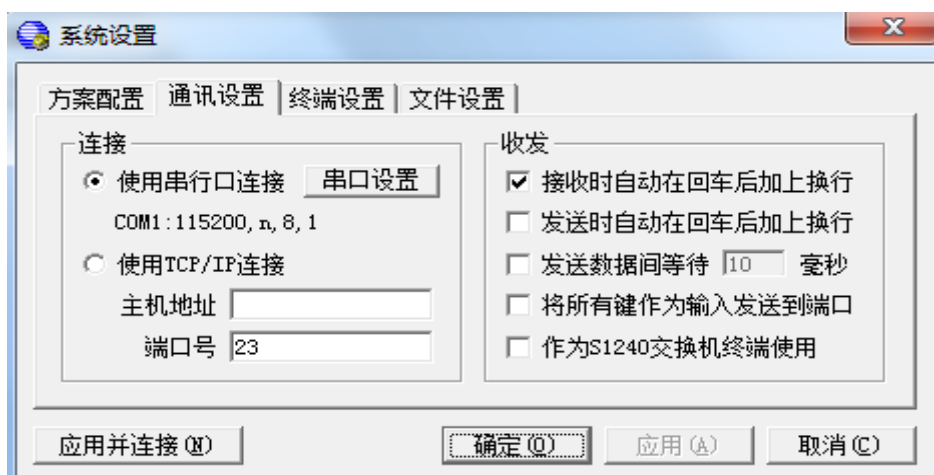 系统设置
方案配置 通讯设置 终端设置 文件设置
连接
使用串行口连接 串口设置
COM1:115200,n,8,1
使用TCP/IP连接
主机地址
端口号 23
收发
接收时自动在回车后加上换行
发送时自动在回车后加上换行
发送数据间等待 10 毫秒
将所有键作为输入发送到端口
作为S1240交换机终端使用
应用并连接(N) 确定(O) 应用(A) 取消(C)